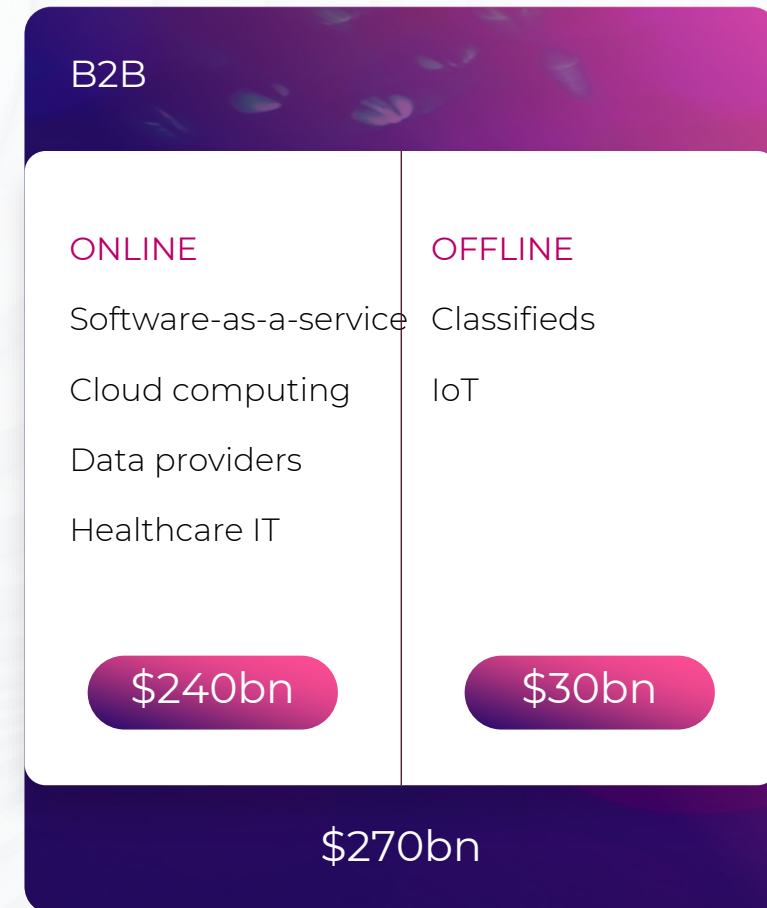 B2B
ONLINE
Software-as-a-service
Cloud computing
Data providers
Healthcare IT
$240bn
OFFLINE
Classifieds
IoT
$30bn
$270bn